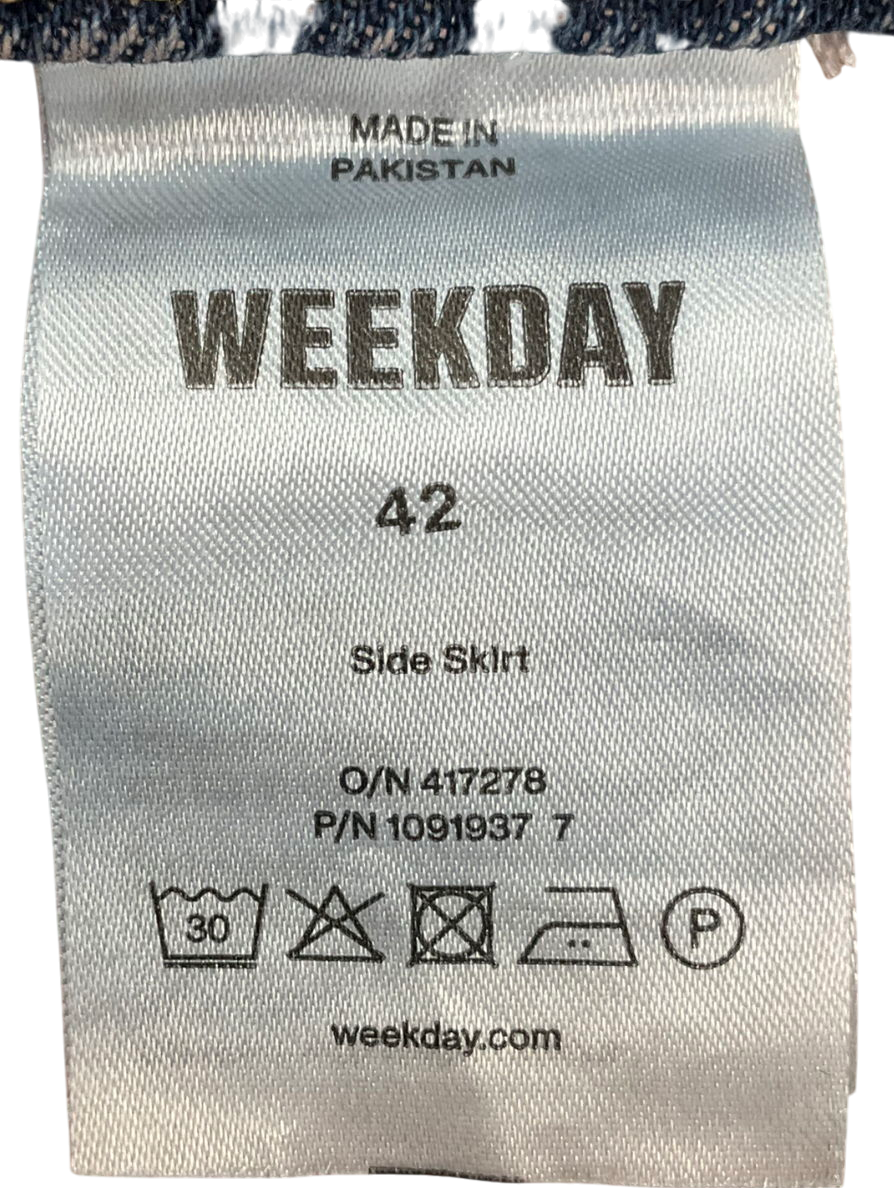 MADE IN
PAKISTAN
WEEKDAY
42
Side Skirt
O/N 417278
P/N 1091937 7
30
P
weekday.com